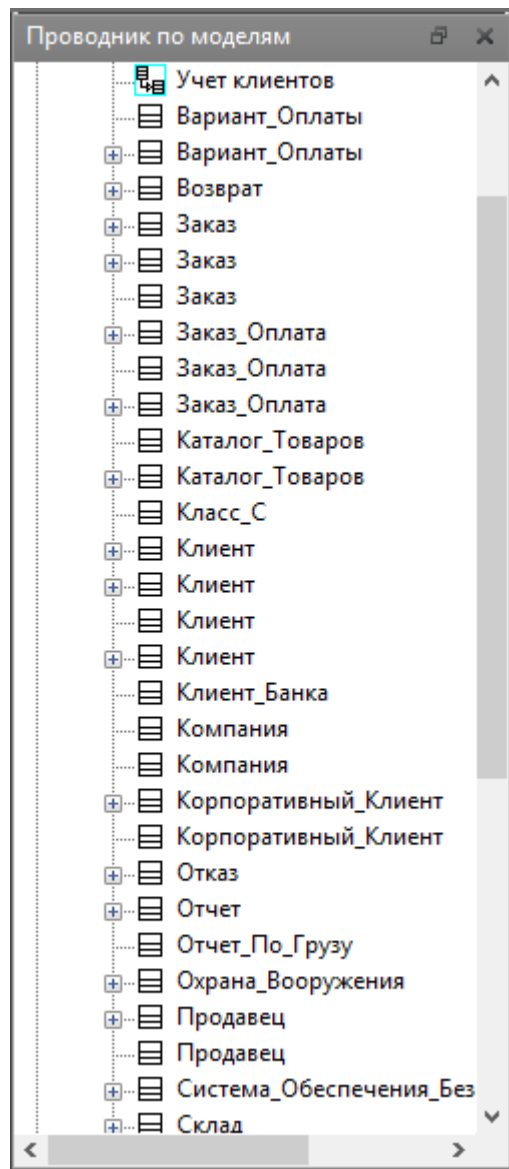 Проводник по моделям
Учет клиентов
Вариант_Оплаты
Вариант_Оплаты
Возврат
Заказ
Заказ
Заказ
Заказ_Оплата
Заказ_Оплата
Заказ_Оплата
Каталог_Товаров
Каталог_Товаров
Класс_С
Клиент
Клиент
Клиент
Клиент
Клиент_Банка
Компания
Компания
Корпоративный_Клиент
Корпоративный_Клиент
Отказ
Отчет
Отчет_По_Грузу
Охрана_Вооружения
Продавец
Продавец
Система_Обеспечения_Без
Склад